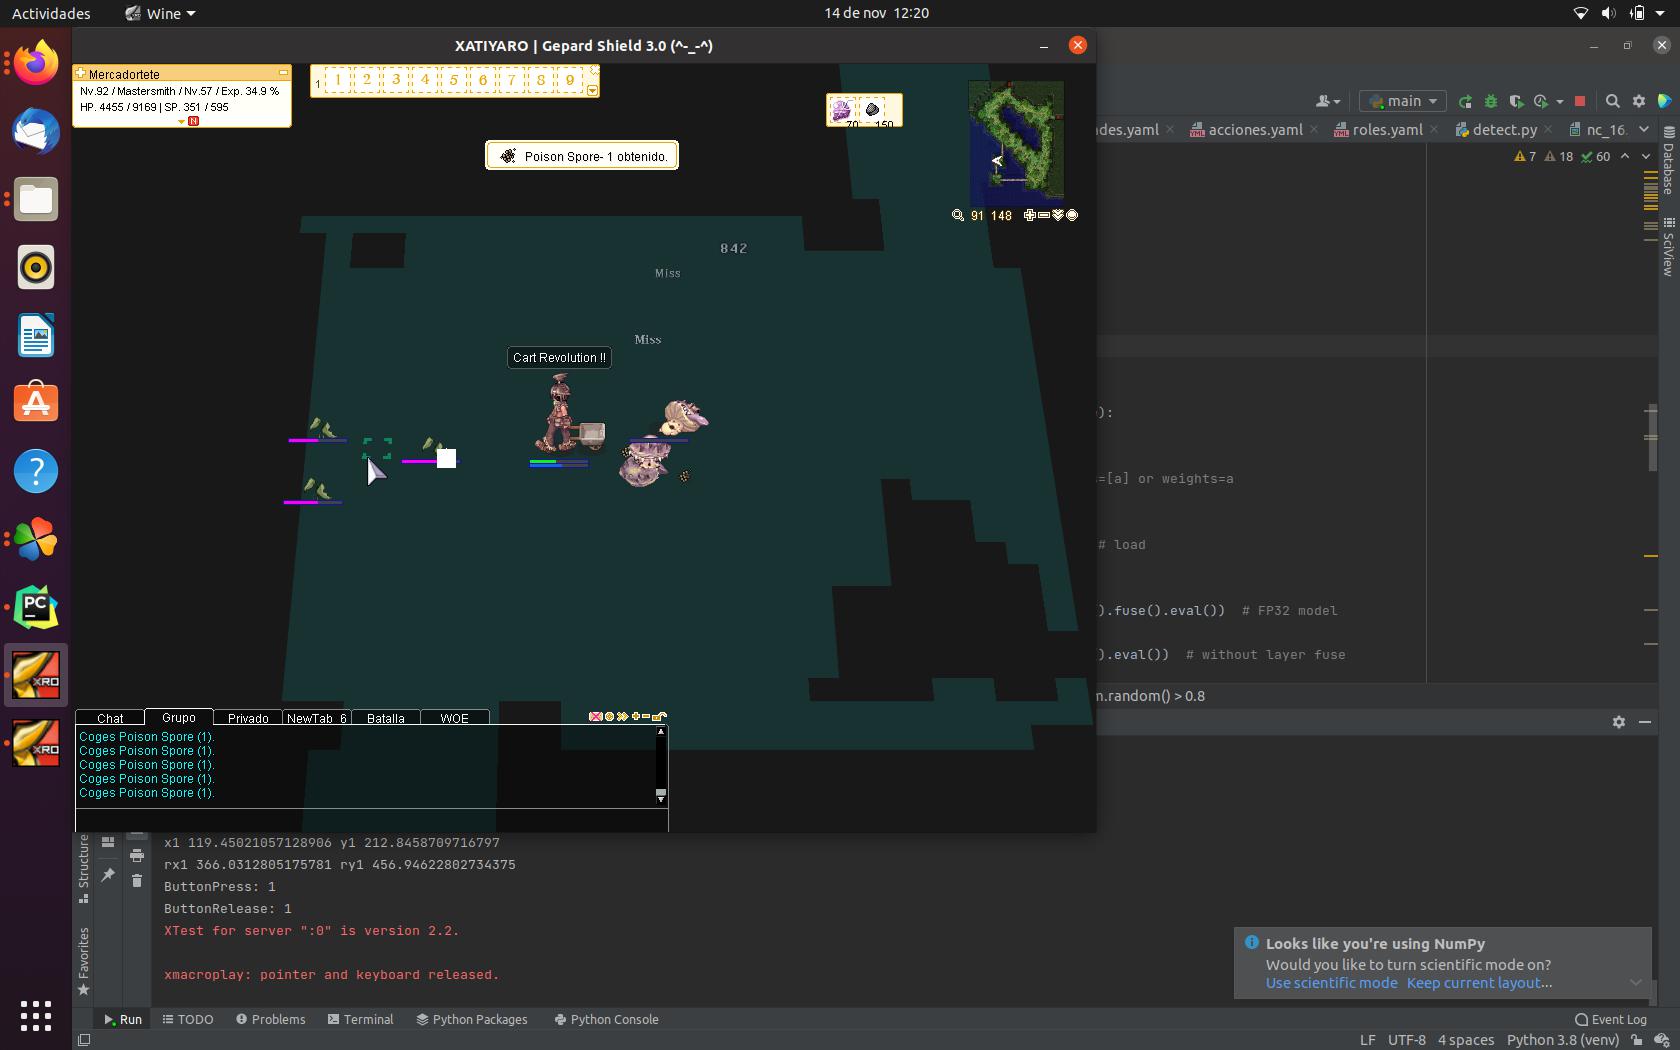 Actividades
Wine
14 de nov 12:20
XATIYARO | Gepard Shield 3.0 (^-_-^)
Mercadortete
Nv.92 / Mastersmith / Nv.57 / Exp. 34.9 %
HP. 4455 / 9169 | SP. 351 / 595
N
1 1 2 3 4 5 6 7 8 9
70 150
Poison Spore- 1 obtenido.
91 148
842
Miss
Miss
Cart Revolution !!
main
des.yaml
acciones.yaml
roles.yaml
detect.py
nc_16.
7 18 60
Database
SciView
):
=[a] or weights=a
# load
).fuse().eval()) # FP32 model
).eval()) # without layer fuse
m.random() > 0.8
Chat Grupo Privado NewTab_6 Batalla WOE
Coges Poison Spore (1).
Coges Poison Spore (1).
Coges Poison Spore (1).
Coges Poison Spore (1).
Coges Poison Spore (1).
x1 119.45021057128906 y1 212.8458709716797
rx1 366.0312805175781 ry1 456.94622802734375
ButtonPress: 1
ButtonRelease: 1
XTest for server ":0" is version 2.2.
xmacroplay: pointer and keyboard released.
Structure
Favorites
PC
XRO
XRO
Looks like you're using NumPy
Would you like to turn scientific mode on?
Use scientific mode Keep current layout...
Run TODO Problems Terminal Python Packages Python Console
Event Log
LF UTF-8 4 spaces Python 3.8 (venv)